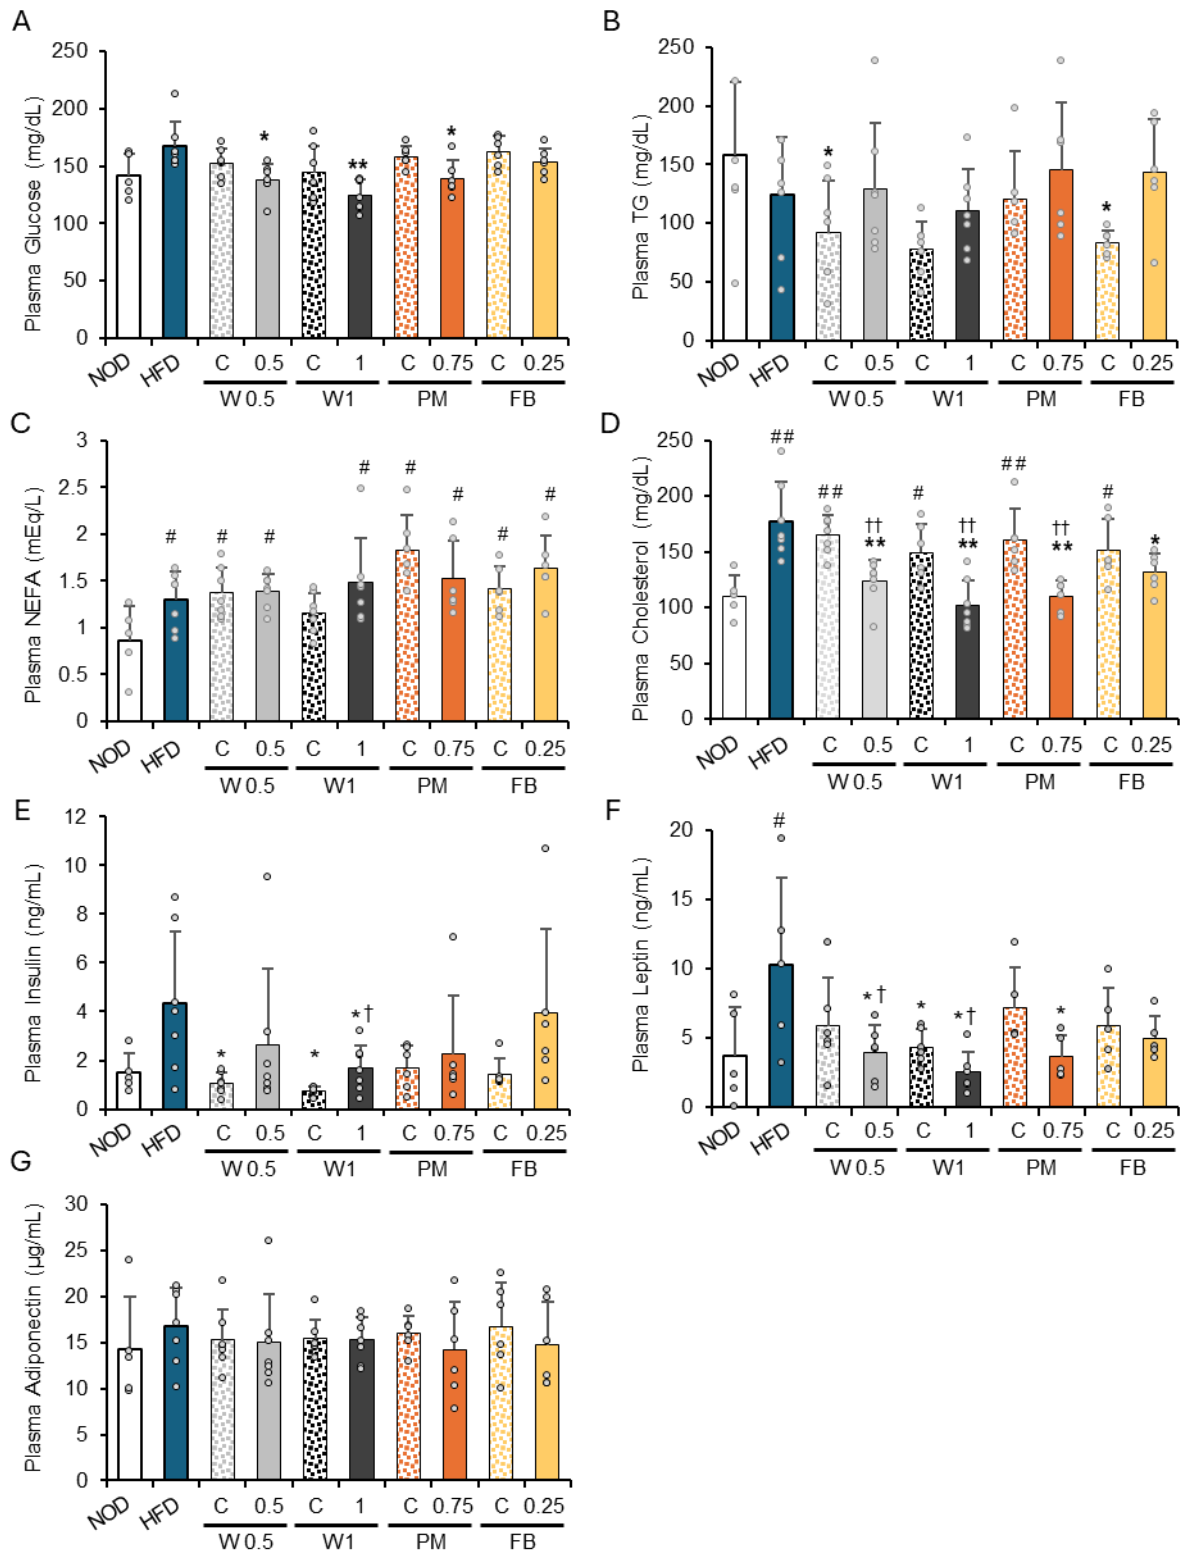 A
Plasma Glucose (mg/dL)
250
200
150
100
50
0
* ** *
NOD HFD C 0.5 C 1 C 0.75 C 0.25
W 0.5 W1 PM FB
B
Plasma TG (mg/dL)
250
200
150
100
50
0
* *
NOD HFD C 0.5 C 1 C 0.75 C 0.25
W 0.5 W1 PM FB
C
Plasma NEFA (mEq/L)
3
2.5
2
1.5
1
0.5
0
# # # # # # # #
NOD HFD C 0.5 C 1 C 0.75 C 0.25
W 0.5 W1 PM FB
D
Plasma Cholesterol (mg/dL)
250
200
150
100
50
0
## ## # ## #
†† †† ††
** ** ** *
NOD HFD C 0.5 C 1 C 0.75 C 0.25
W 0.5 W1 PM FB
E
Plasma Insulin (ng/mL)
12
10
8
6
4
2
0
* * *†
NOD HFD C 0.5 C 1 C 0.75 C 0.25
W 0.5 W1 PM FB
F
Plasma Leptin (ng/mL)
20
15
10
5
0
#
*† * *† *
NOD HFD C 0.5 C 1 C 0.75 C 0.25
W 0.5 W1 PM FB
G
Plasma Adiponectin (µg/mL)
30
25
20
15
10
5
0
NOD HFD C 0.5 C 1 C 0.75 C 0.25
W 0.5 W1 PM FB